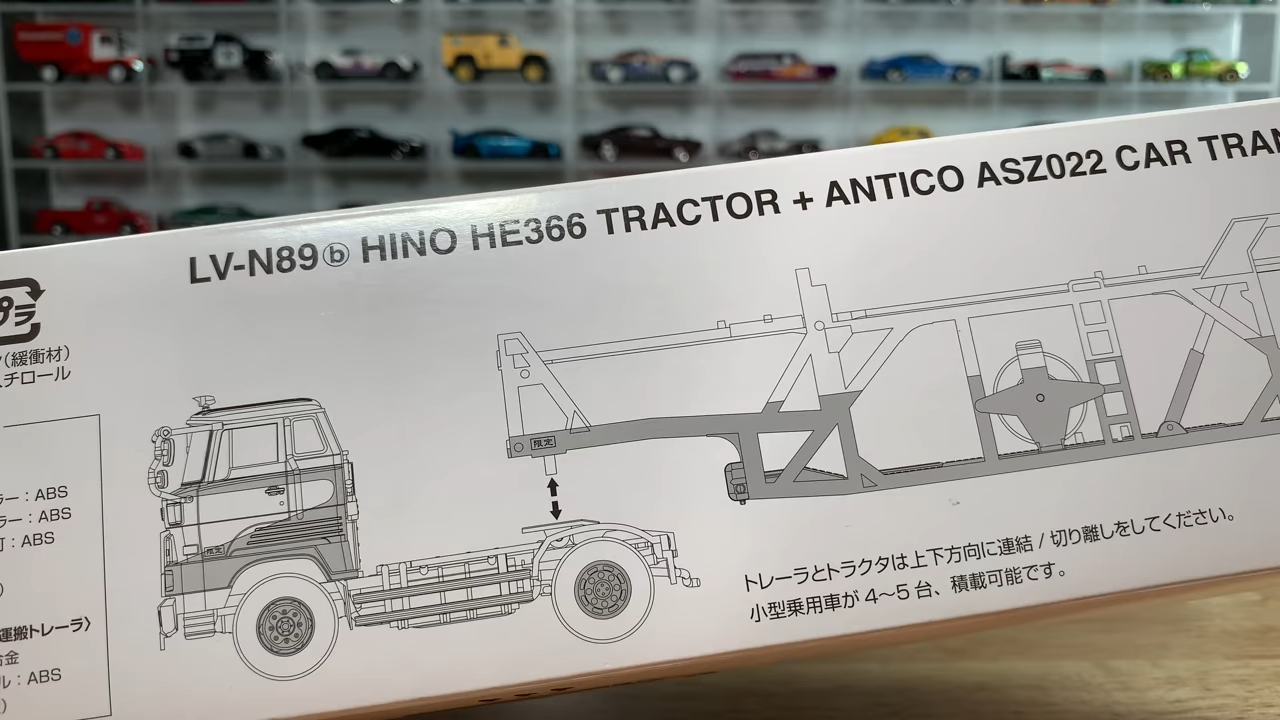 LV-N89ⓑ HINO HE366 TRACTOR + ANTICO ASZ022 CAR TRAN
プラ
(緩衝材)
スチロール
ラー:ABS
ラー:ABS
灯:ABS
運搬トレーラ〉
合金
ル:ABS
限定
限定
トレーラとトラクタは上下方向に連結 / 切り離しをしてください。
小型乗用車が 4〜5 台、積載可能です。